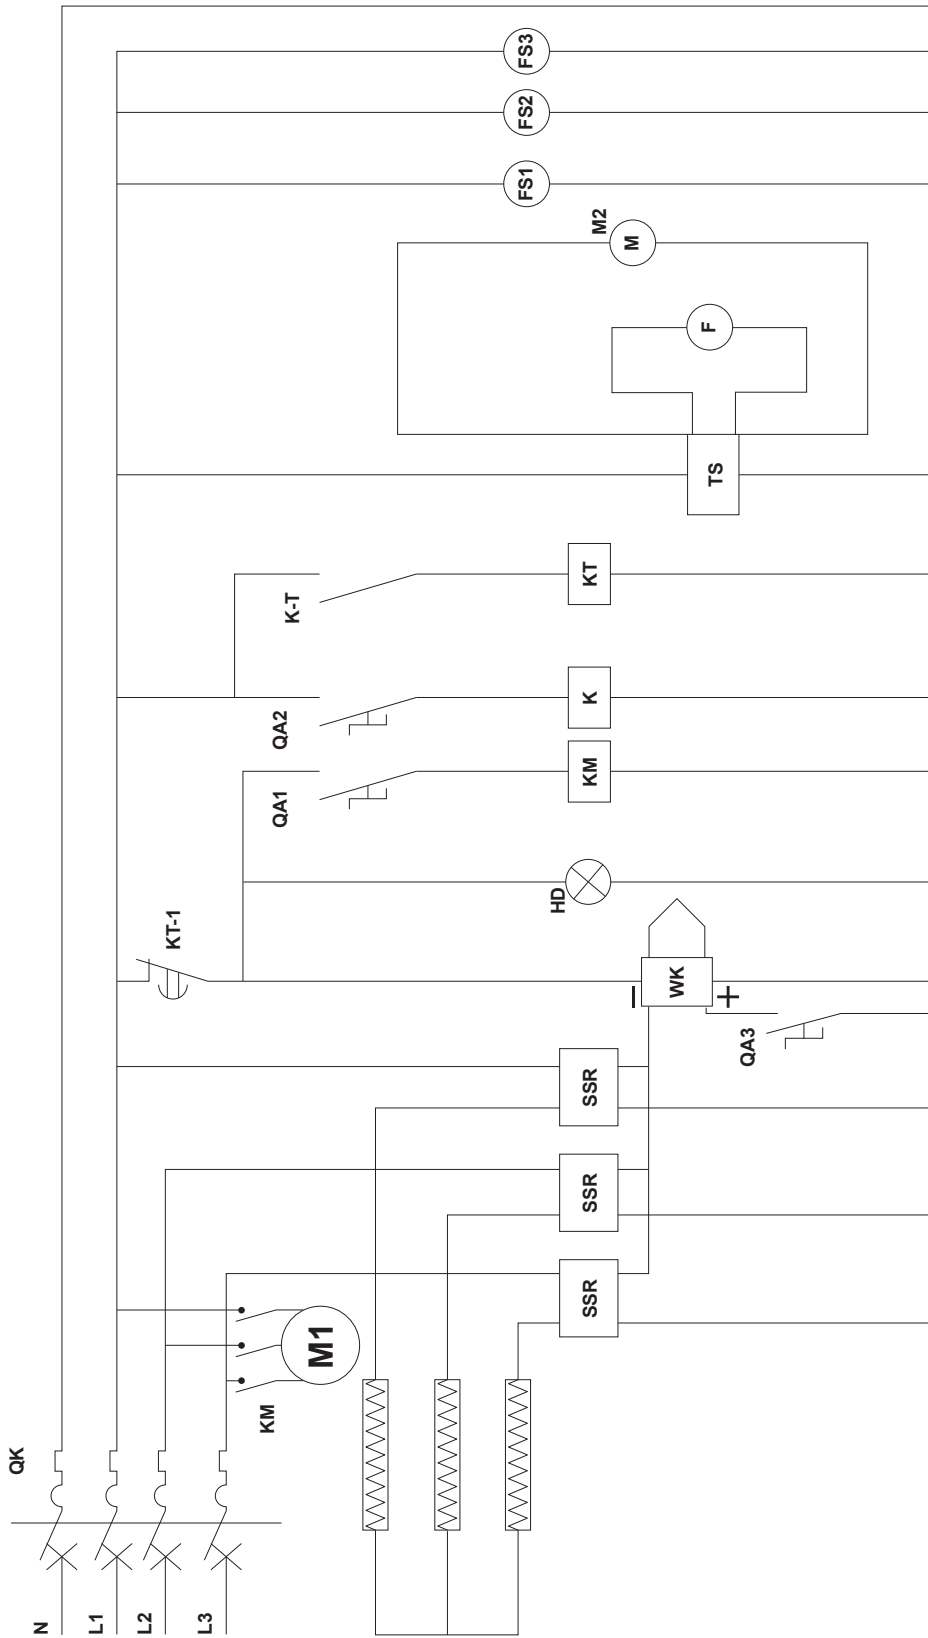 QK
N
L1
L2
L3
KT-1
KM
QA1
QA2
K-T
M1
FS1
FS2
FS3
HD
SSR
SSR
SSR
KM
K
KT
M2
M
−
WK
+
F
TS
QA3